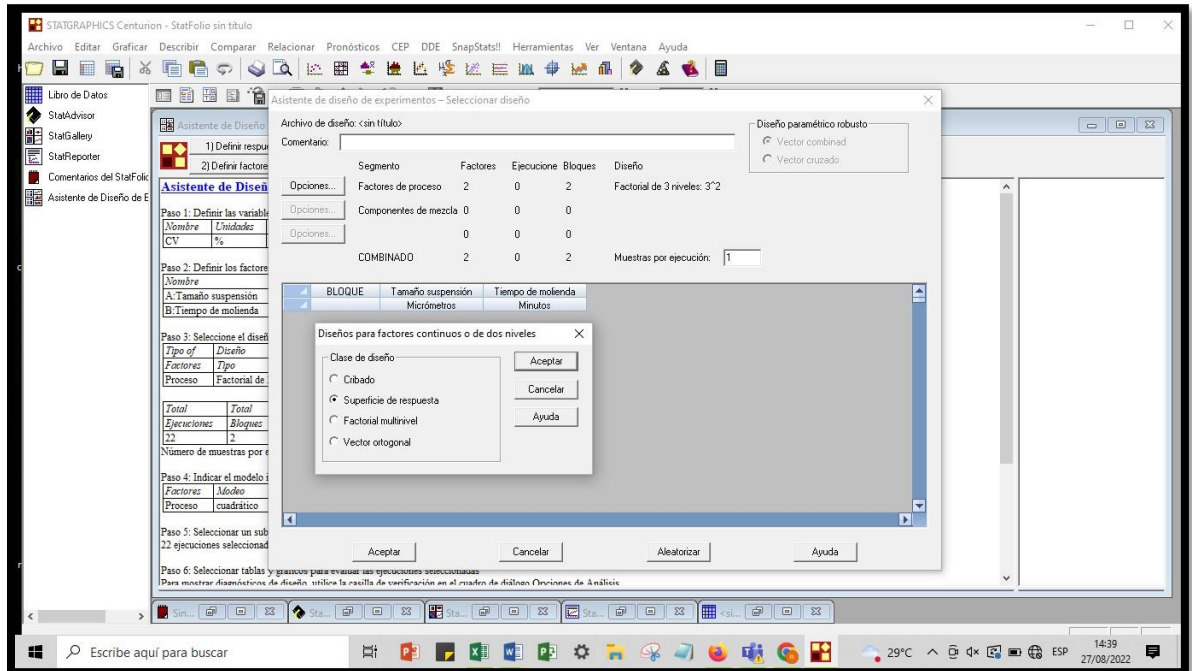 STATGRAPHICS Centurion - StatFolio sin título
Archivo Editar Graficar Describir Comparar Relacionar Pronósticos CEP DDE SnapStats!! Herramientas Ver Ventana Ayuda
Libro de Datos
StatAdvisor
StatGallery
StatReporter
Comentarios del StatFolio
Asistente de Diseño de E
Asistente de Diseño
1) Definir respu
2) Definir factore
Asistente de Diseñ
Paso 1: Definir las variable
Nombre Unidades
CV %
Paso 2: Definir los factore
Nombre
A:Tamaño suspensión
B:Tiempo de molienda
Paso 3: Seleccione el diseñ
Tipo of Diseño
Factores Tipo
Proceso Factorial de
Total Total
Ejecuciones Bloques
22 2
Número de muestras por e
Paso 4: Indicar el modelo i
Factores Modeo
Proceso cuadrático
Paso 5: Seleccionar un sub
22 ejecuciones seleccionad
Paso 6: Seleccionar tablas y gráficos para evaluar las ejecuciones seleccionadas
Para mostrar diagnósticos de diseño, utilice la casilla de verificación en el cuadro de diálogo Opciones de Análisis
Asistente de diseño de experimentos – Seleccionar diseño
Archivo de diseño: <sin título>
Comentario:
Diseño paramétrico robusto
Vector combinad
Vector cruzado
Segmento Factores Ejecucione Bloques Diseño
Opciones... Factores de proceso 2 0 2 Factorial de 3 niveles: 3^2
Opciones... Componentes de mezcla 0 0 0
Opciones... 0 0 0
COMBINADO 2 0 2 Muestras por ejecución: 1
BLOQUE Tamaño suspensión Tiempo de molienda
Micrómetros Minutos
Diseños para factores continuos o de dos niveles
Clase de diseño
Cribado
Superficie de respuesta
Factorial multinivel
Vector ortogonal
Aceptar
Cancelar
Ayuda
Aceptar Cancelar Aleatorizar Ayuda
Sin... Sta... Sta... Sta... <si...
Escribe aquí para buscar
29°C ESP 14:39
27/08/2022